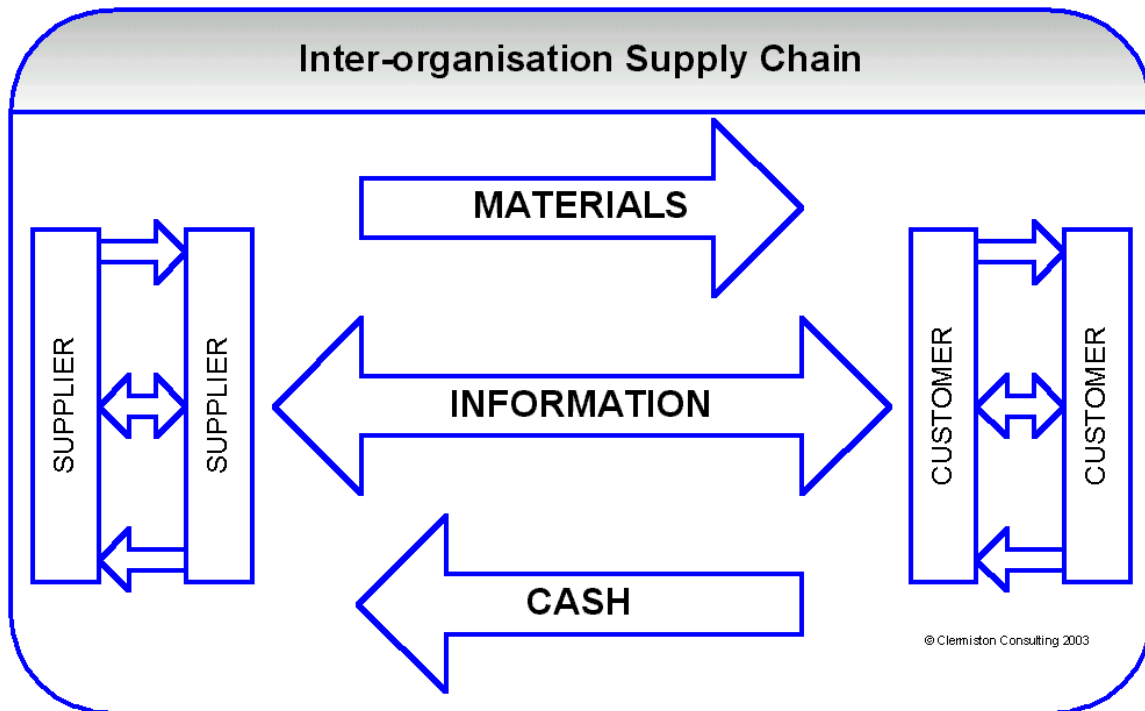 Inter-organisation Supply Chain
MATERIALS
SUPPLIER
SUPPLIER
INFORMATION
CUSTOMER
CUSTOMER
CASH
© Clermiston Consulting 2003